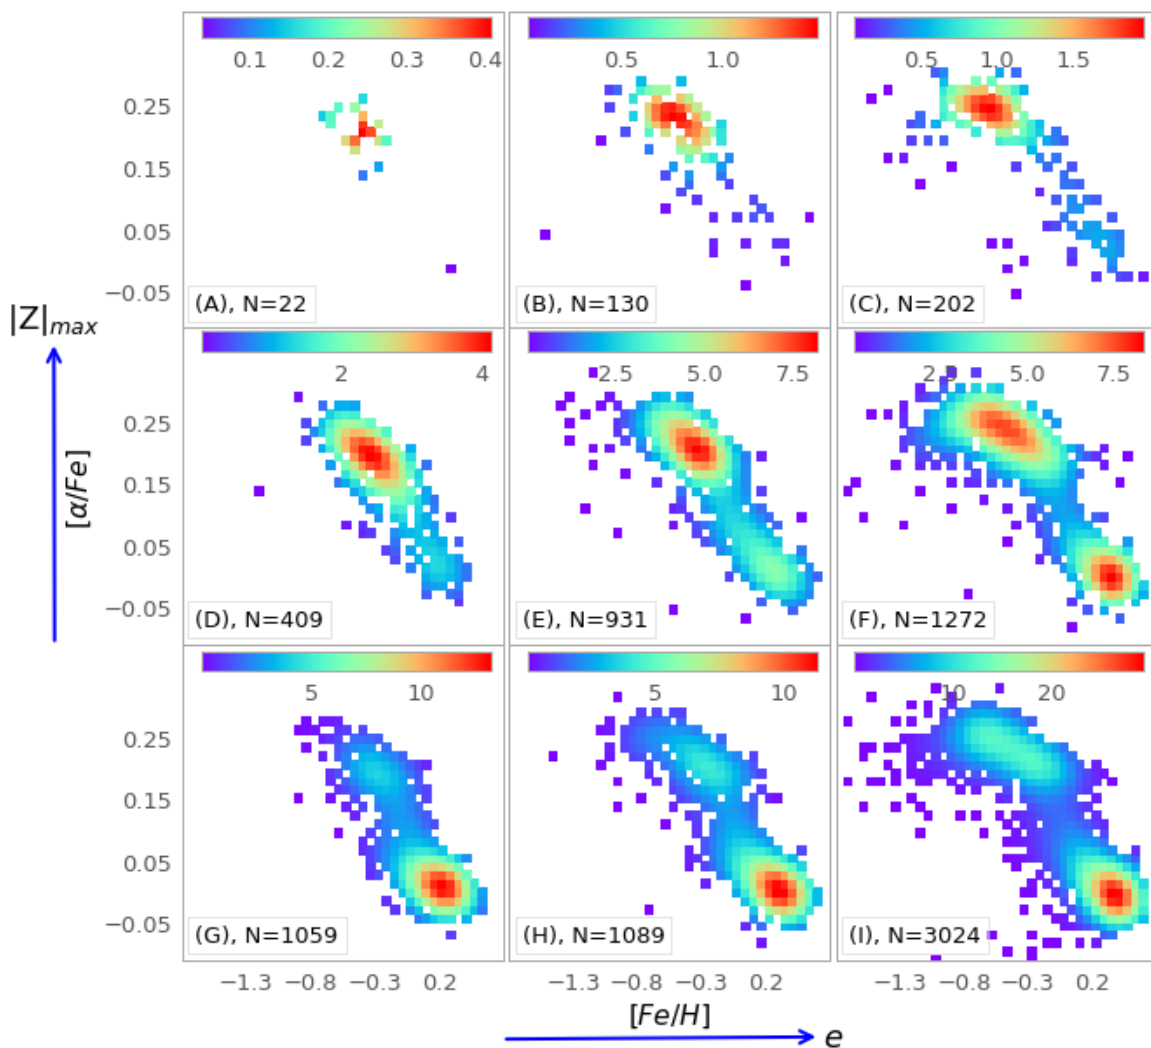 0.1 0.2 0.3 0.4
0.5 1.0
0.5 1.0 1.5
0.25
0.15
0.05
−0.05
(A), N=22
(B), N=130
(C), N=202
|Z|max
2 4
2.5 5.0 7.5
2.5 5.0 7.5
0.25
0.15
0.05
−0.05
[α/Fe]
(D), N=409
(E), N=931
(F), N=1272
5 10
5 10
10 20
0.25
0.15
0.05
−0.05
(G), N=1059
(H), N=1089
(I), N=3024
−1.3 −0.8 −0.3 0.2
−1.3 −0.8 −0.3 0.2
−1.3 −0.8 −0.3 0.2
[Fe/H]
e